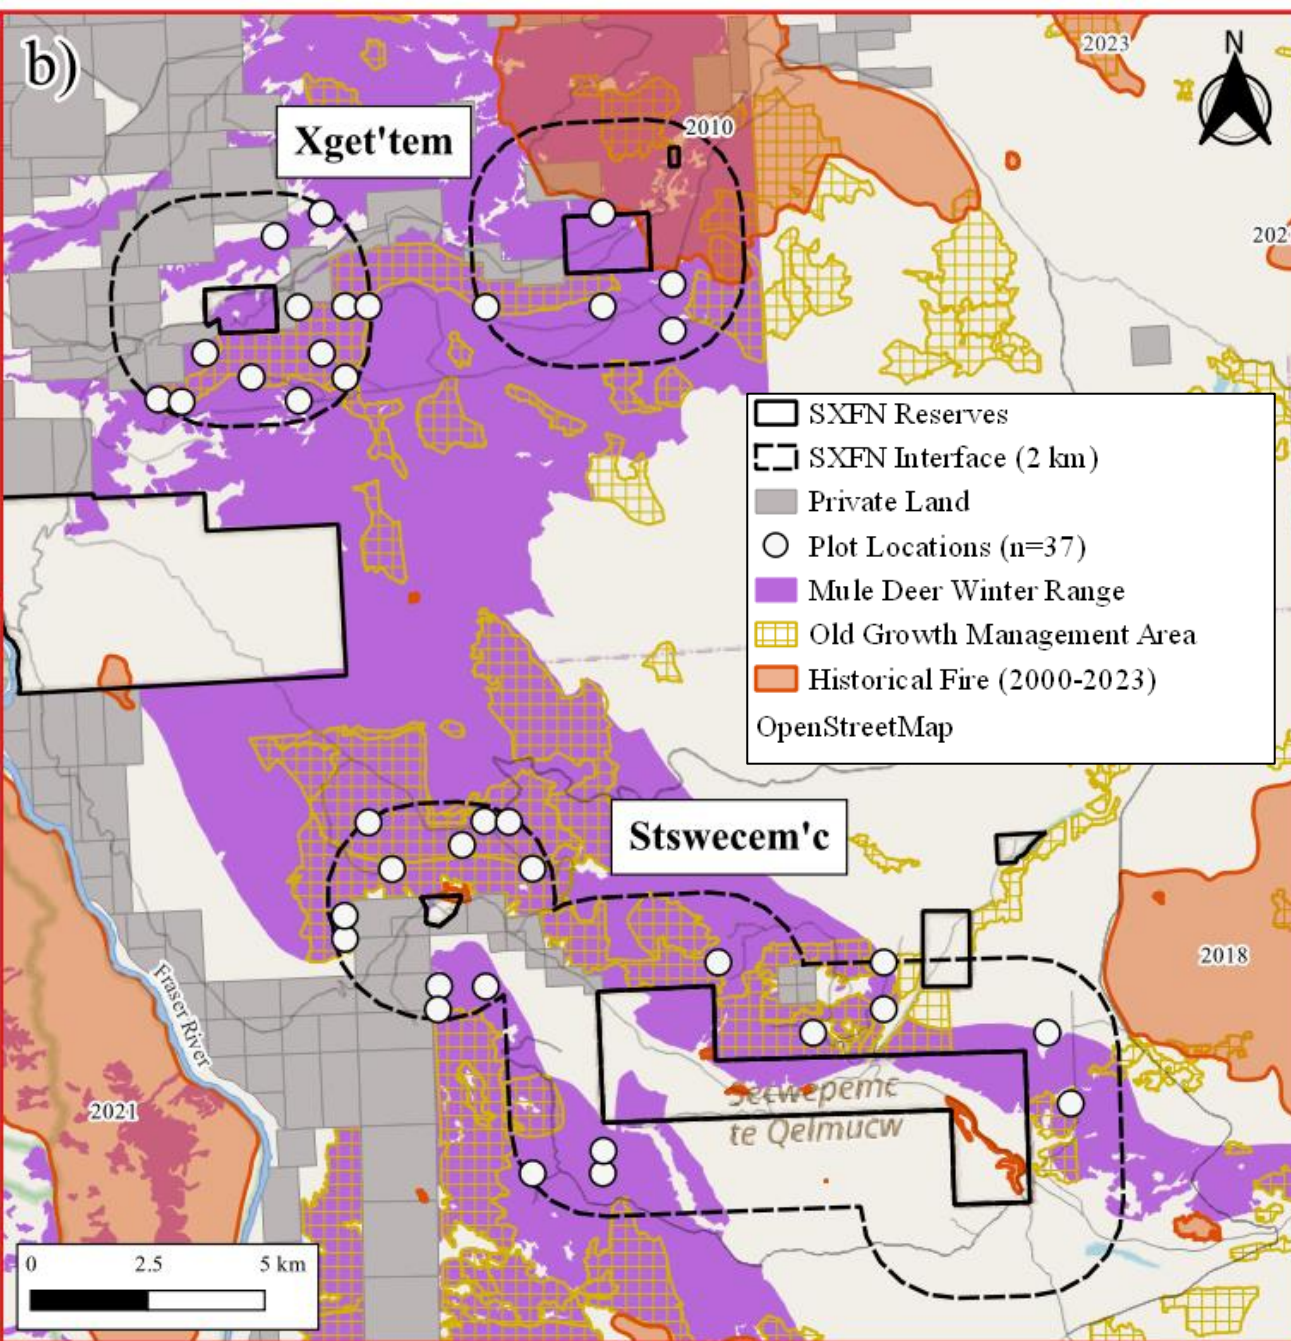 b)
2023
N
Xget'tem
2010
202
SXFN Reserves
SXFN Interface (2 km)
Private Land
Plot Locations (n=37)
Mule Deer Winter Range
Old Growth Management Area
Historical Fire (2000-2023)
OpenStreetMap
Stswecem'c
2018
Fraser River
Secwepemc
te Qelmucw
2021
0 2.5 5 km